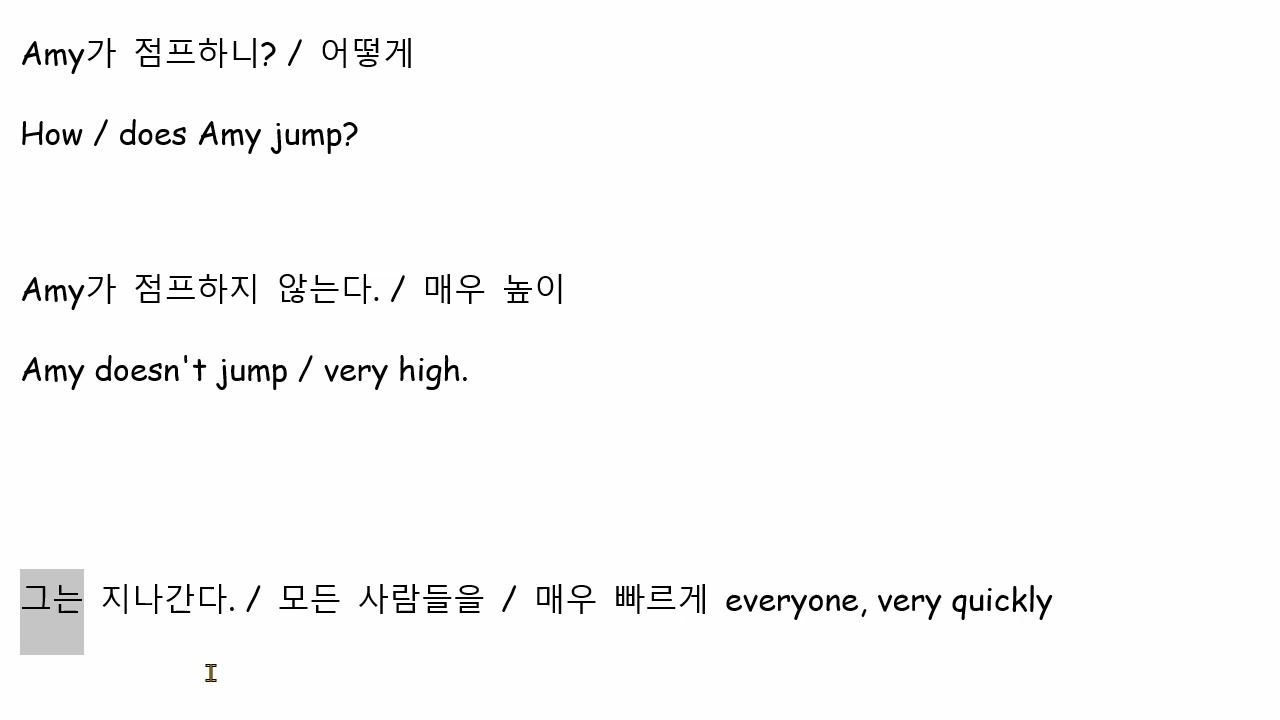 Amy가 점프하니? / 어떻게
How / does Amy jump?
Amy가 점프하지 않는다. / 매우 높이
Amy doesn't jump / very high.
그는 지나간다. / 모든 사람들을 / 매우 빠르게 everyone, very quickly